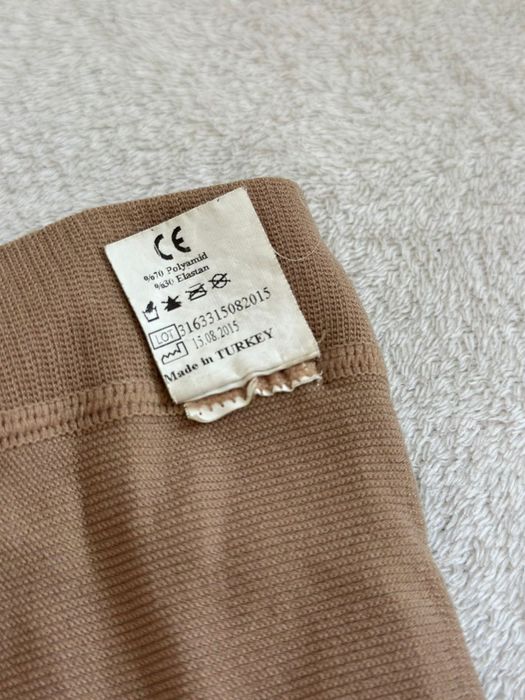 CE
%70 Polyamid
%30 Elastan
LOT 3163315082015
15.08.2015
Made in TURKEY